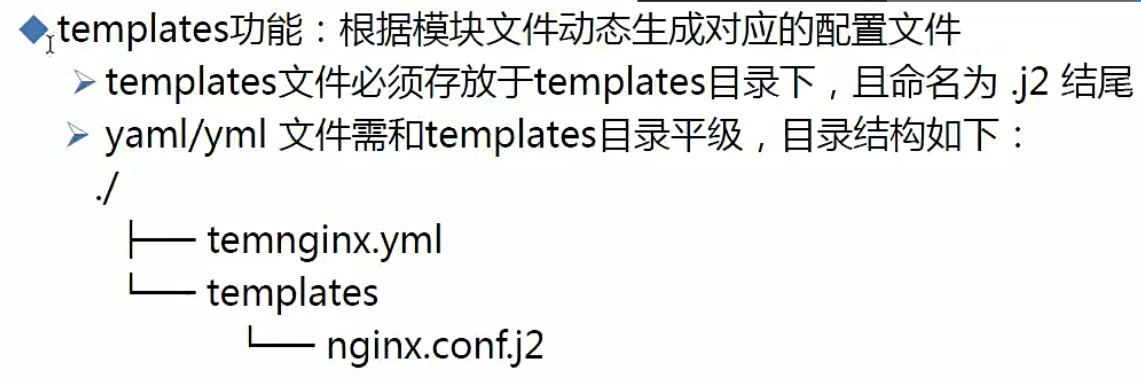 ◆templates功能：根据模块文件动态生成对应的配置文件
➢ templates文件必须存放于templates目录下，且命名为 .j2 结尾
➢ yaml/yml 文件需和templates目录平级，目录结构如下：
./
├── temnginx.yml
└── templates
└── nginx.conf.j2